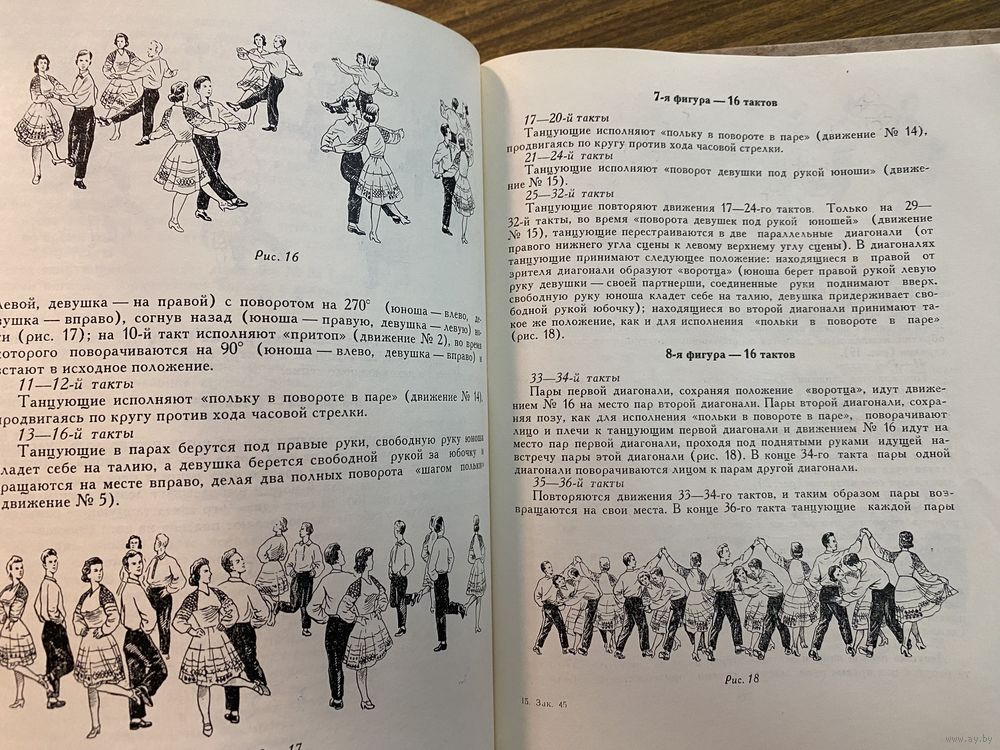 Рис. 16
левой, девушка — на правой) с поворотом на 270° (юноша — влево, де-
вушка — вправо), согнув назад (юноша — правую, девушка — левую)
ги (рис. 17); на 10-й такт исполняют «притоп» (движение № 2), во время
которого поворачиваются на 90° (юноша — влево, девушка — вправо) и
встают в исходное положение.
11—12-й такты
Танцующие исполняют «польку в повороте в паре» (движение № 14),
продвигаясь по кругу против хода часовой стрелки.
13—16-й такты
Танцующие в парах берутся под правые руки, свободную руку юноша
кладет себе на талию, а девушка берется свободной рукой за юбочку и
вращаются на месте вправо, делая два полных поворота «шагом польки»
(движение № 5).
17
7-я фигура — 16 тактов
17—20-й такты
Танцующие исполняют «польку в повороте в паре» (движение № 14),
продвигаясь по кругу против хода часовой стрелки.
21—24-й такты
Танцующие исполняют «поворот девушки под рукой юноши» (движе-
ние № 15).
25—32-й такты
Танцующие повторяют движения 17—24-го тактов. Только на 29—
32-й такты, во время «поворота девушек под рукой юношей» (движение
№ 15), танцующие перестраиваются в две параллельные диагонали (от
правого нижнего угла сцены к левому верхнему углу сцены). В диагоналях
танцующие принимают следующее положение: находящиеся в правой от
зрителя диагонали образуют «воротца» (юноша берет правой рукой левую
руку девушки — своей партнерши, соединенные руки поднимают вверх.
свободную руку юноша кладет себе на талию, девушка придерживает сво-
бодной рукой юбочку); находящиеся во второй диагонали принимают та-
кое же положение, как и для исполнения «польки в повороте в паре»
(рис. 18).
8-я фигура — 16 тактов
33—34-й такты
Пары первой диагонали, сохраняя положение «воротца», идут движе-
нием № 16 на место пар второй диагонали. Пары второй диагонали, сохра-
няя позу, как для исполнения «польки в повороте в паре», поворачивают
лицо и плечи к танцующим первой диагонали и движением № 16 идут на
место пар первой диагонали, проходя под поднятыми руками идущей на-
встречу пары этой диагонали (рис. 18). В конце 34-го такта пары одной
диагонали поворачиваются лицом к парам другой диагонали.
35—36-й такты
Повторяются движения 33—34-го тактов, и таким образом пары воз-
вращаются на свои места. В конце 36-го такта танцующие каждой пары
Рис. 18
15. Зак. 45
www.ay.by